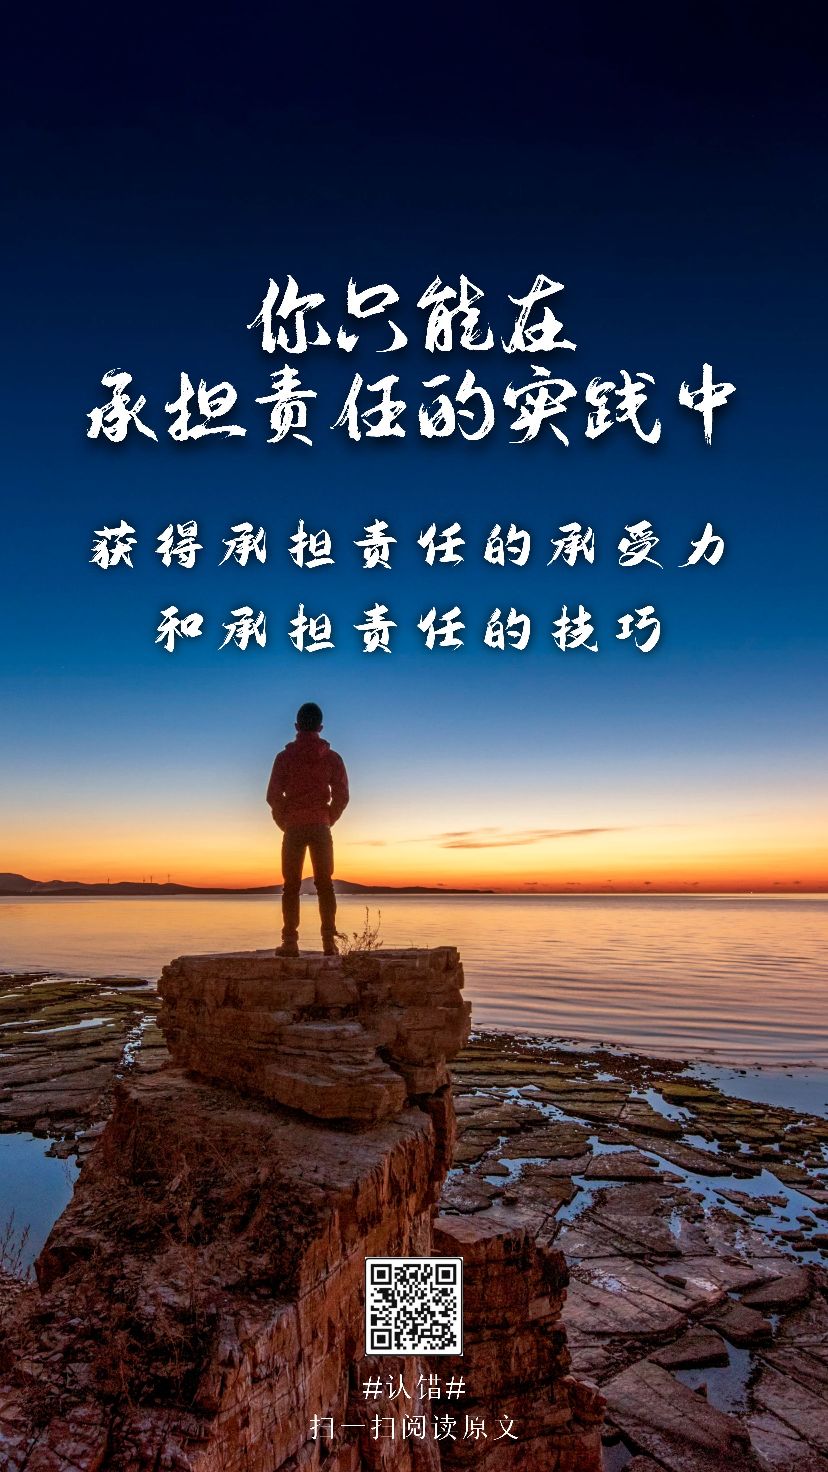 你只能在
承担责任的实践中
获得承担责任的承受力
和承担责任的技巧
#认错#
扫一扫阅读原文